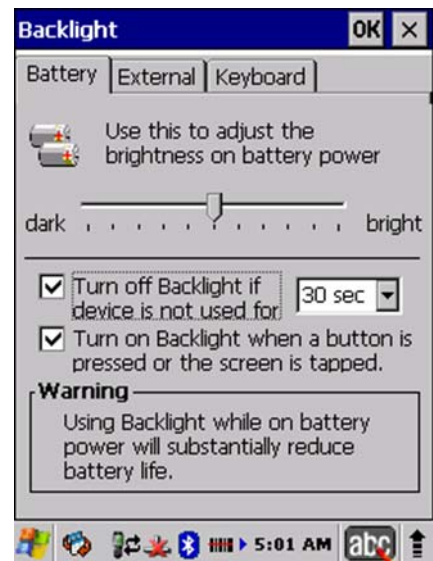 Backlight OK ×
Battery External Keyboard
Use this to adjust the
brightness on battery power
dark bright
Turn off Backlight if
device is not used for 30 sec
Turn on Backlight when a button is
pressed or the screen is tapped.
Warning
Using Backlight while on battery
power will substantially reduce
battery life.
5:01 AM abc